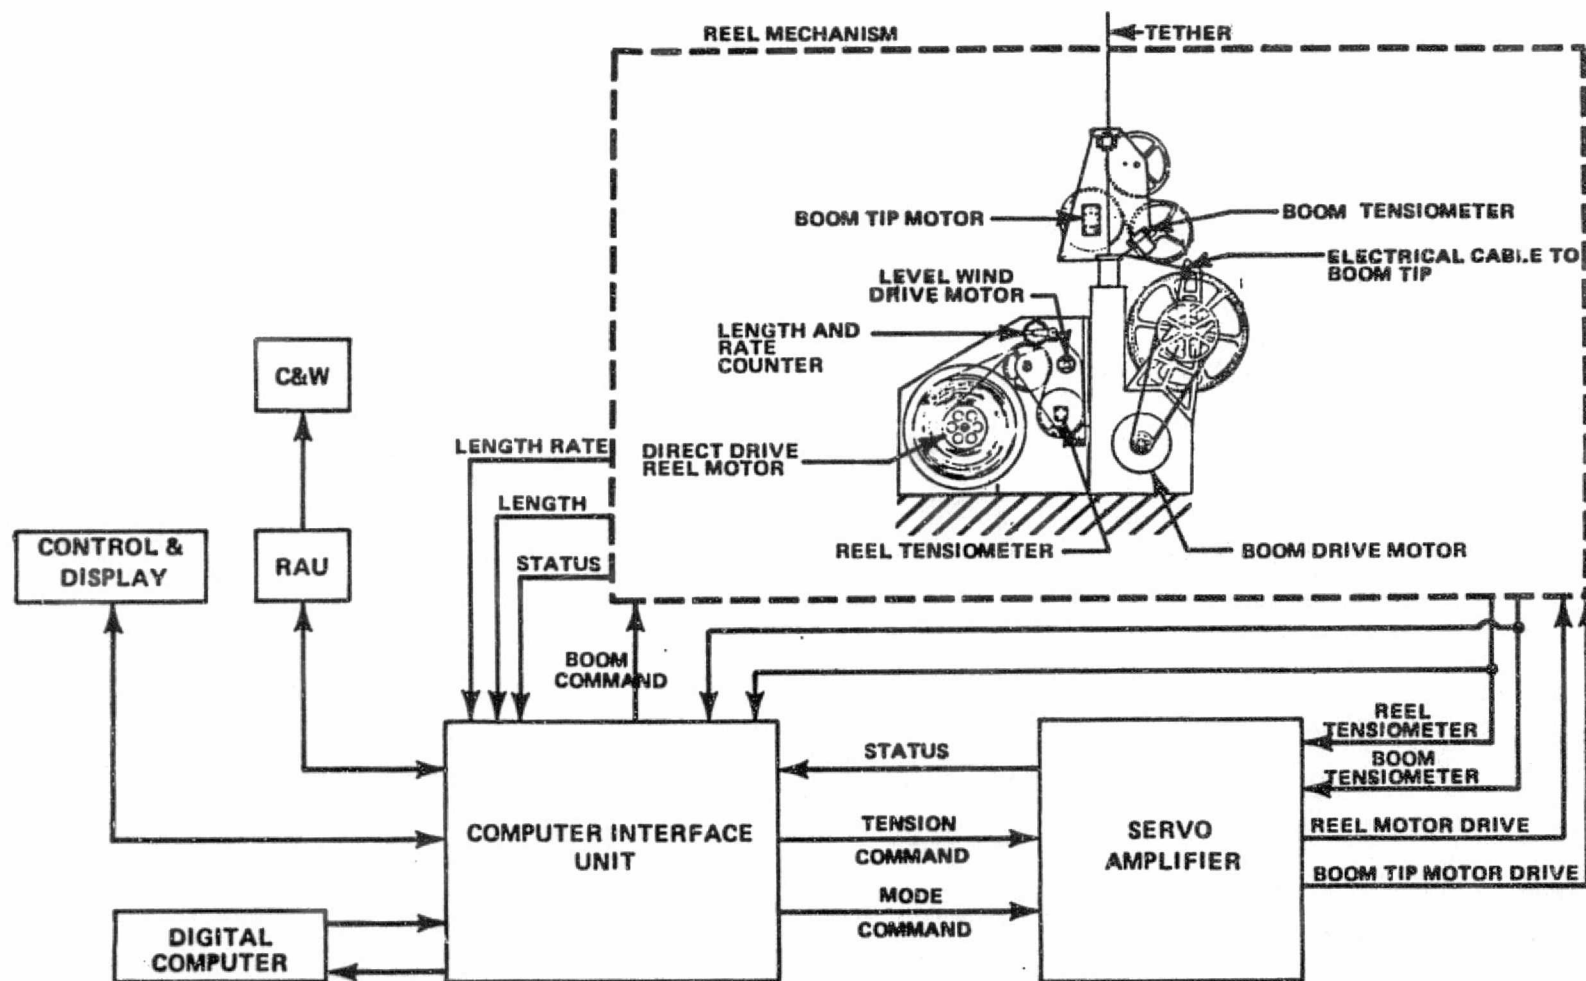 REEL MECHANISM
TETHER
BOOM TIP MOTOR
BOOM TENSIOMETER
ELECTRICAL CABLE TO
BOOM TIP
LEVEL WIND
DRIVE MOTOR
LENGTH AND
RATE
COUNTER
C&W
LENGTH RATE
DIRECT DRIVE
REEL MOTOR
LENGTH
CONTROL &
DISPLAY
RAU
STATUS
REEL TENSIOMETER
BOOM DRIVE MOTOR
BOOM
COMMAND
REEL
TENSIOMETER
BOOM
TENSIOMETER
STATUS
COMPUTER INTERFACE
UNIT
TENSION
COMMAND
SERVO
AMPLIFIER
REEL MOTOR DRIVE
BOOM TIP MOTOR DRIVE
MODE
COMMAND
DIGITAL
COMPUTER